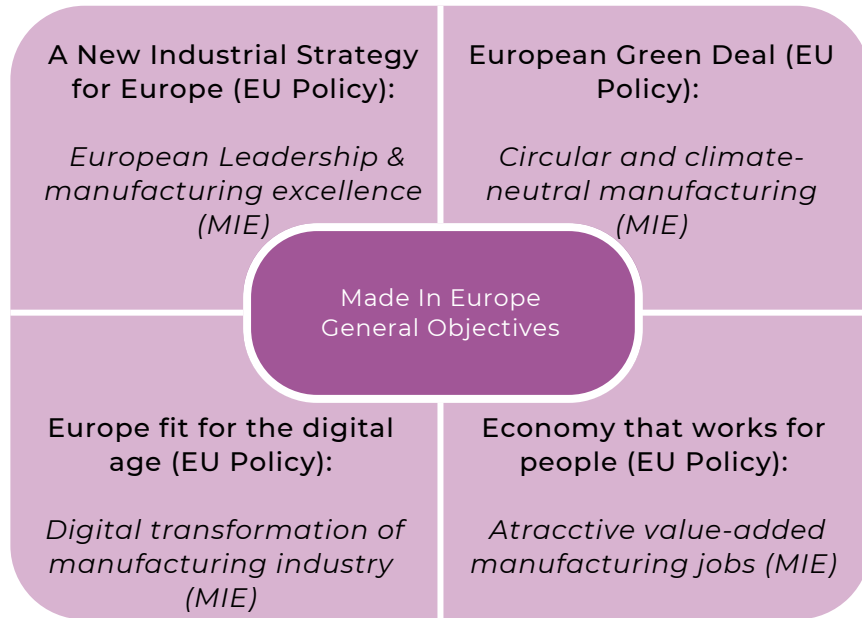 A New Industrial Strategy
for Europe (EU Policy):
European Leadership &
manufacturing excellence
(MIE)
European Green Deal (EU
Policy):
Circular and climate-
neutral manufacturing
(MIE)
Made In Europe
General Objectives
Europe fit for the digital
age (EU Policy):
Digital transformation of
manufacturing industry
(MIE)
Economy that works for
people (EU Policy):
Atracctive value-added
manufacturing jobs (MIE)